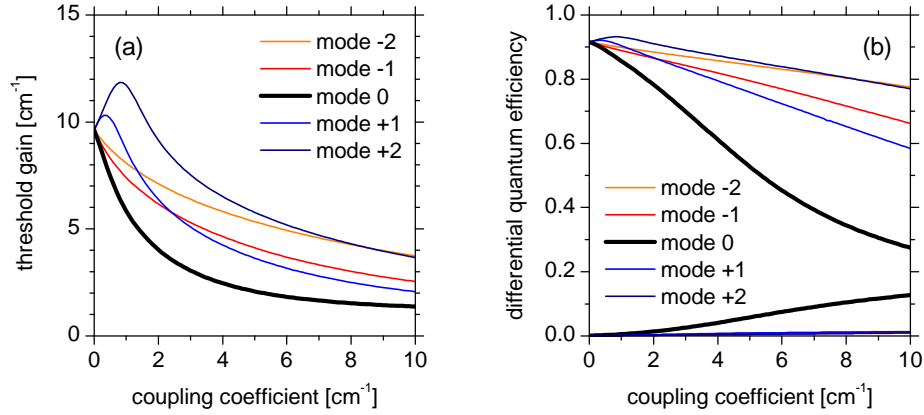 (a)
mode -2
mode -1
mode 0
mode +1
mode +2
threshold gain [cm⁻¹]
15
10
5
0
0 2 4 6 8 10
coupling coefficient [cm⁻¹]
(b)
mode -2
mode -1
mode 0
mode +1
mode +2
differential quantum efficiency
1.0
0.8
0.6
0.4
0.2
0.0
0 2 4 6 8 10
coupling coefficient [cm⁻¹]